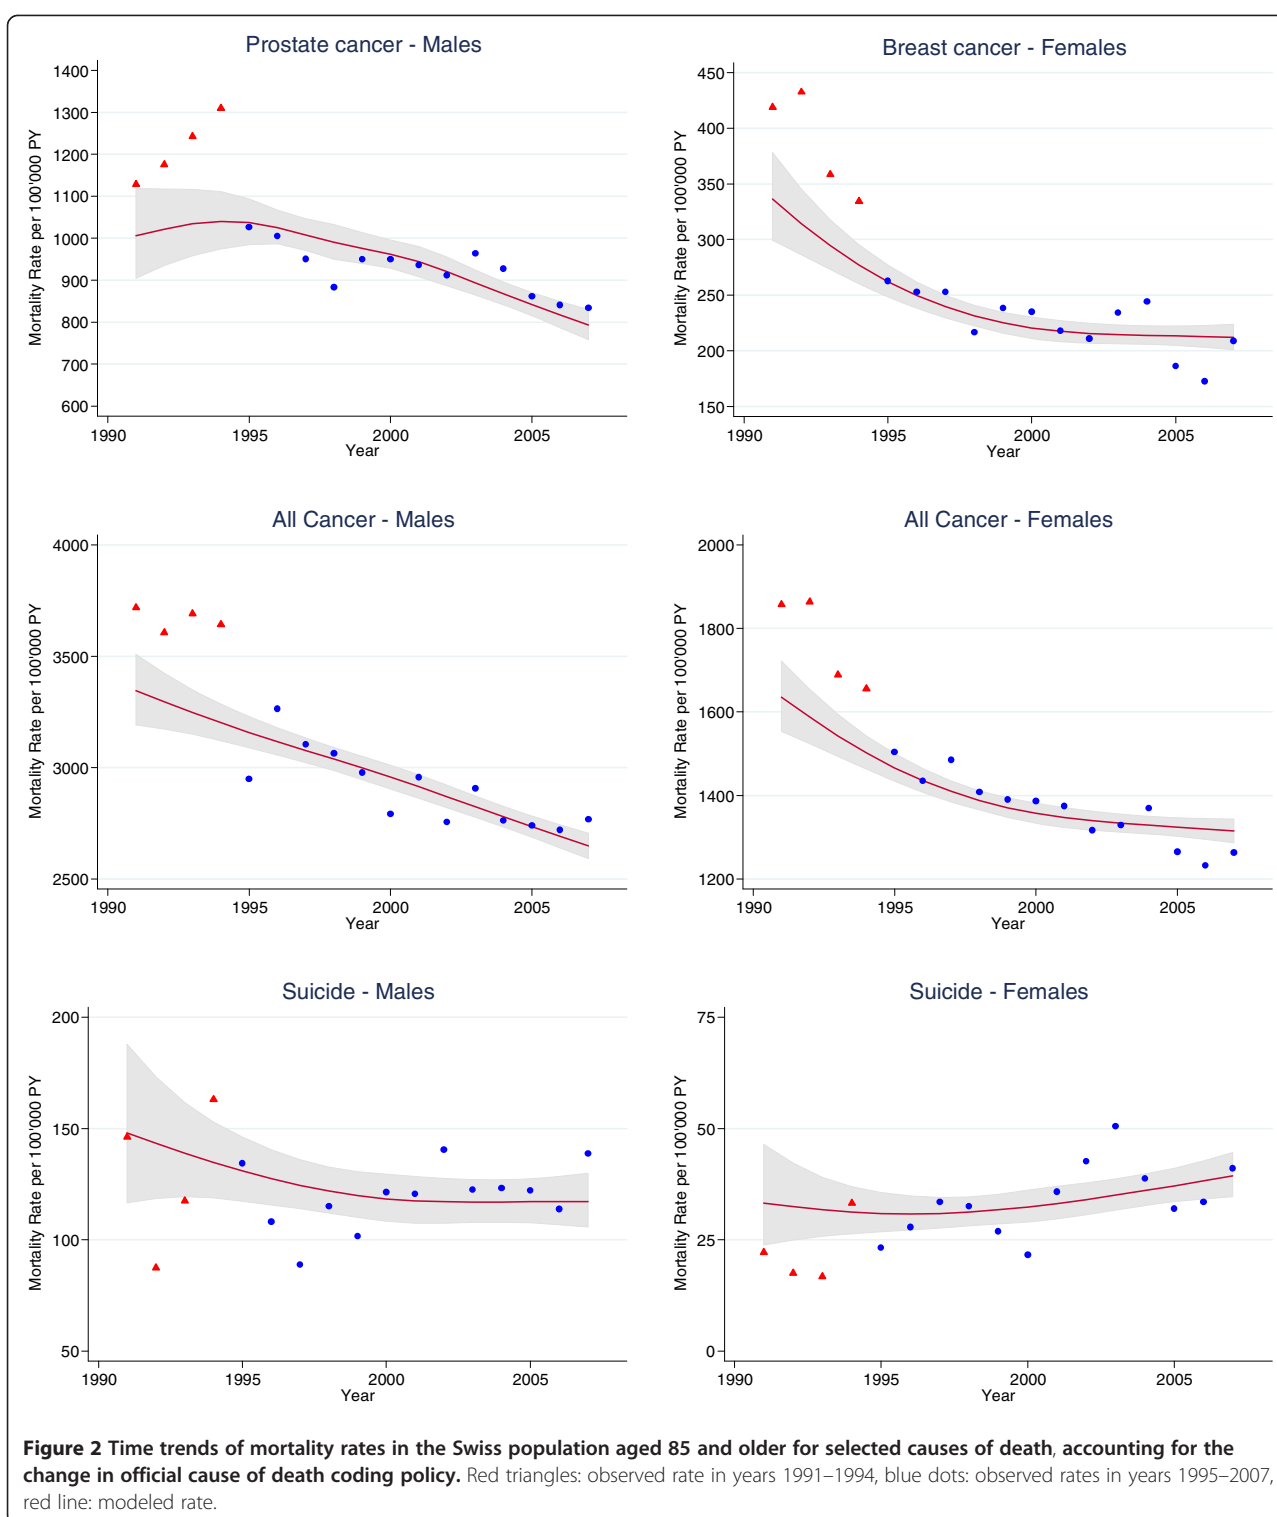 Prostate cancer - Males
Mortality Rate per 100'000 PY
1400
1300
1200
1100
1000
900
800
700
600
1990 1995 2000 2005
Year
Breast cancer - Females
Mortality Rate per 100'000 PY
450
400
350
300
250
200
150
1990 1995 2000 2005
Year
All Cancer - Males
Mortality Rate per 100'000 PY
4000
3500
3000
2500
1990 1995 2000 2005
Year
All Cancer - Females
Mortality Rate per 100'000 PY
2000
1800
1600
1400
1200
1990 1995 2000 2005
Year
Suicide - Males
Mortality Rate per 100'000 PY
200
150
100
50
1990 1995 2000 2005
Year
Suicide - Females
Mortality Rate per 100'000 PY
75
50
25
0
1990 1995 2000 2005
Year
Figure 2 Time trends of mortality rates in the Swiss population aged 85 and older for selected causes of death, accounting for the
change in official cause of death coding policy. Red triangles: observed rate in years 1991–1994, blue dots: observed rates in years 1995–2007,
red line: modeled rate.